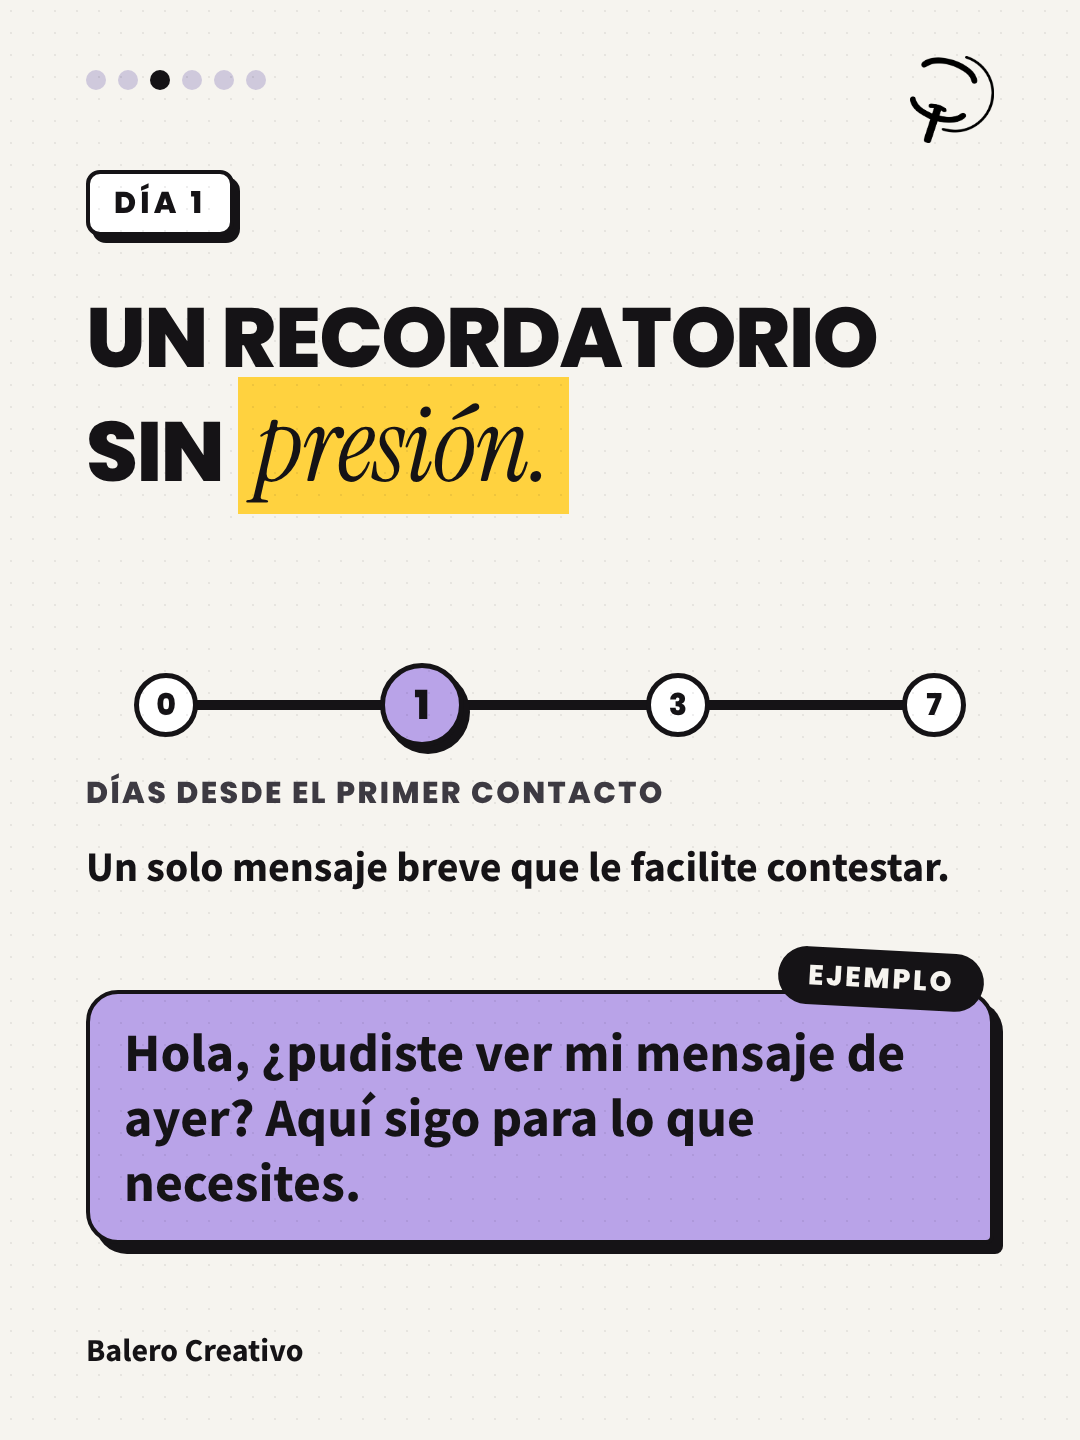 DÍA 1
UN RECORDATORIO
SIN presión.
0 1 3 7
DÍAS DESDE EL PRIMER CONTACTO
Un solo mensaje breve que le facilite contestar.
EJEMPLO
Hola, ¿pudiste ver mi mensaje de
ayer? Aquí sigo para lo que
necesites.
Balero Creativo